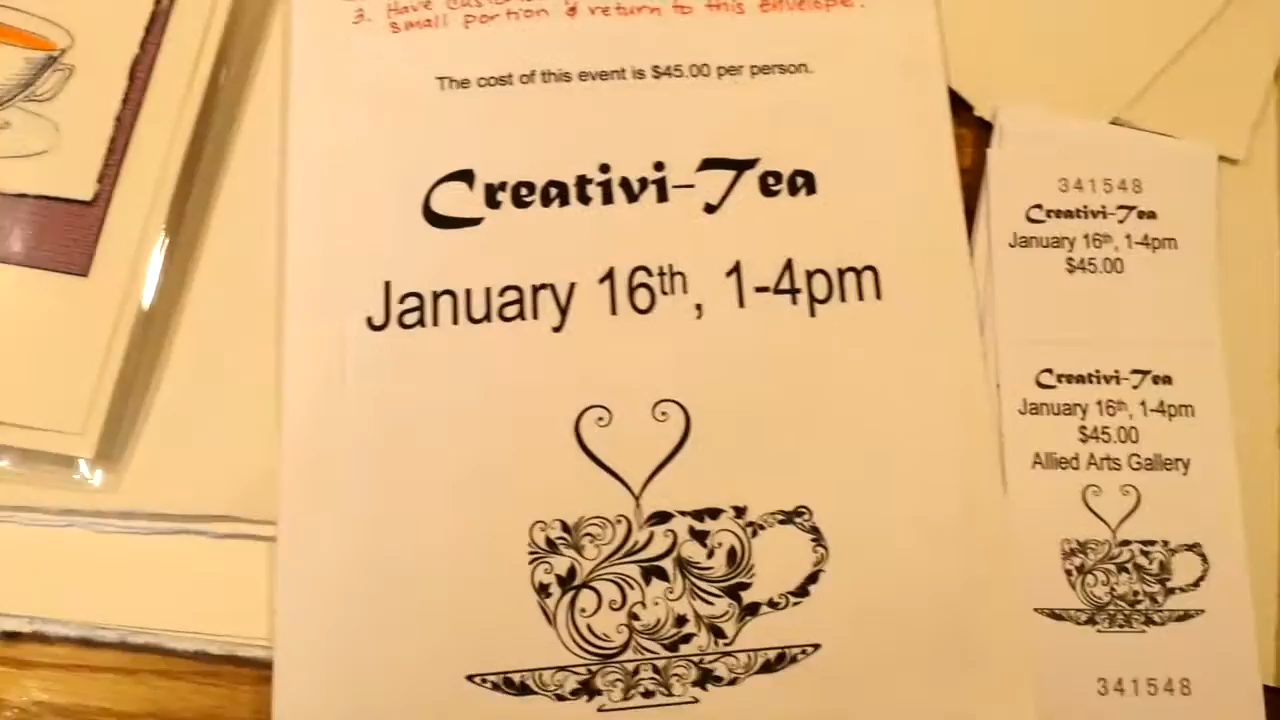 3. Have
small portion & return to this envelope.
The cost of this event is $45.00 per person.
Creativi-Tea
January 16th, 1-4pm
341548
Creativi-Tea
January 16th, 1-4pm
$45.00
Creativi-Tea
January 16th, 1-4pm
$45.00
Allied Arts Gallery
341548